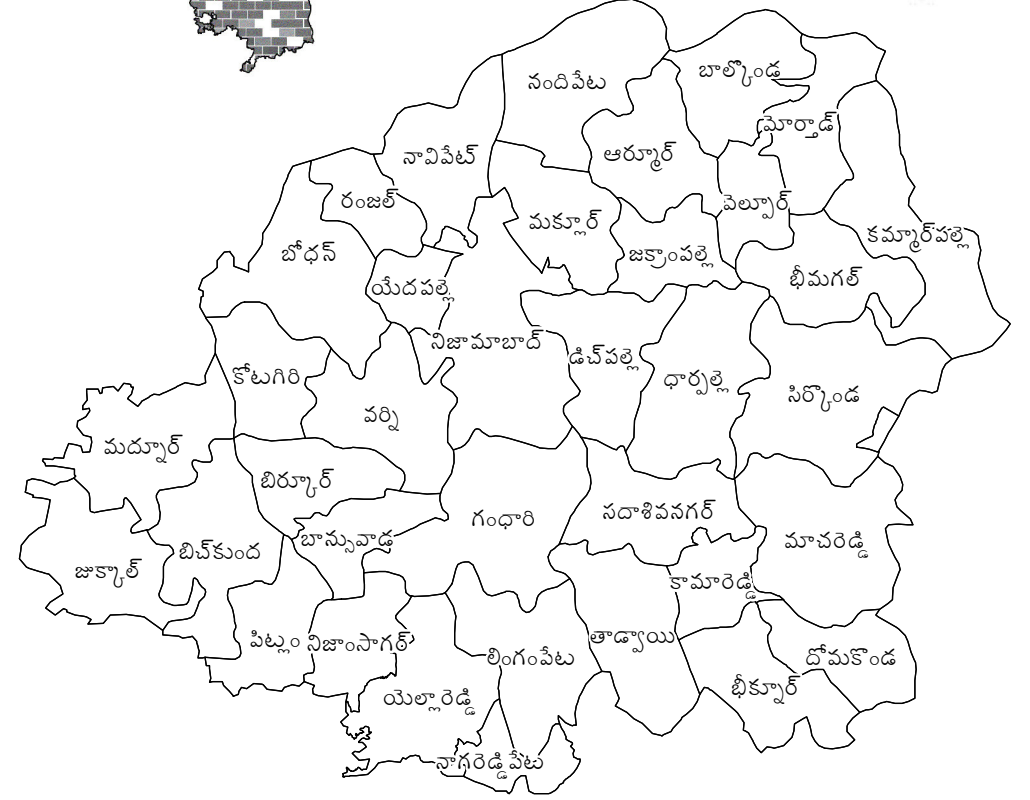 నందిపేట
బాల్కొండ
మోర్తాడ్
నావిపేట్
ఆర్మూర్
రంజల్
వెల్పూర్
మక్లూర్
కమ్మార్‌పల్లె
బోధన్
జక్రాంపల్లె
భీమగల్
యేదపల్లె
నిజామాబాద్
డిచ్‌పల్లె
కోటగిరి
ధార్పల్లె
సిర్కొండ
వర్ని
మద్నూర్
బిర్కూర్
గంధారి
సదాశివనగర్
బాన్సువాడ
మాచరెడ్డి
బిచ్‌కుంద
జుక్కాల్
కామారెడ్డి
పిట్లం
నిజాంసాగర్
తాడ్వాయి
లింగంపేట
దోమకొండ
భీక్నూర్
యెల్లారెడ్డి
నాగరెడ్డిపేట